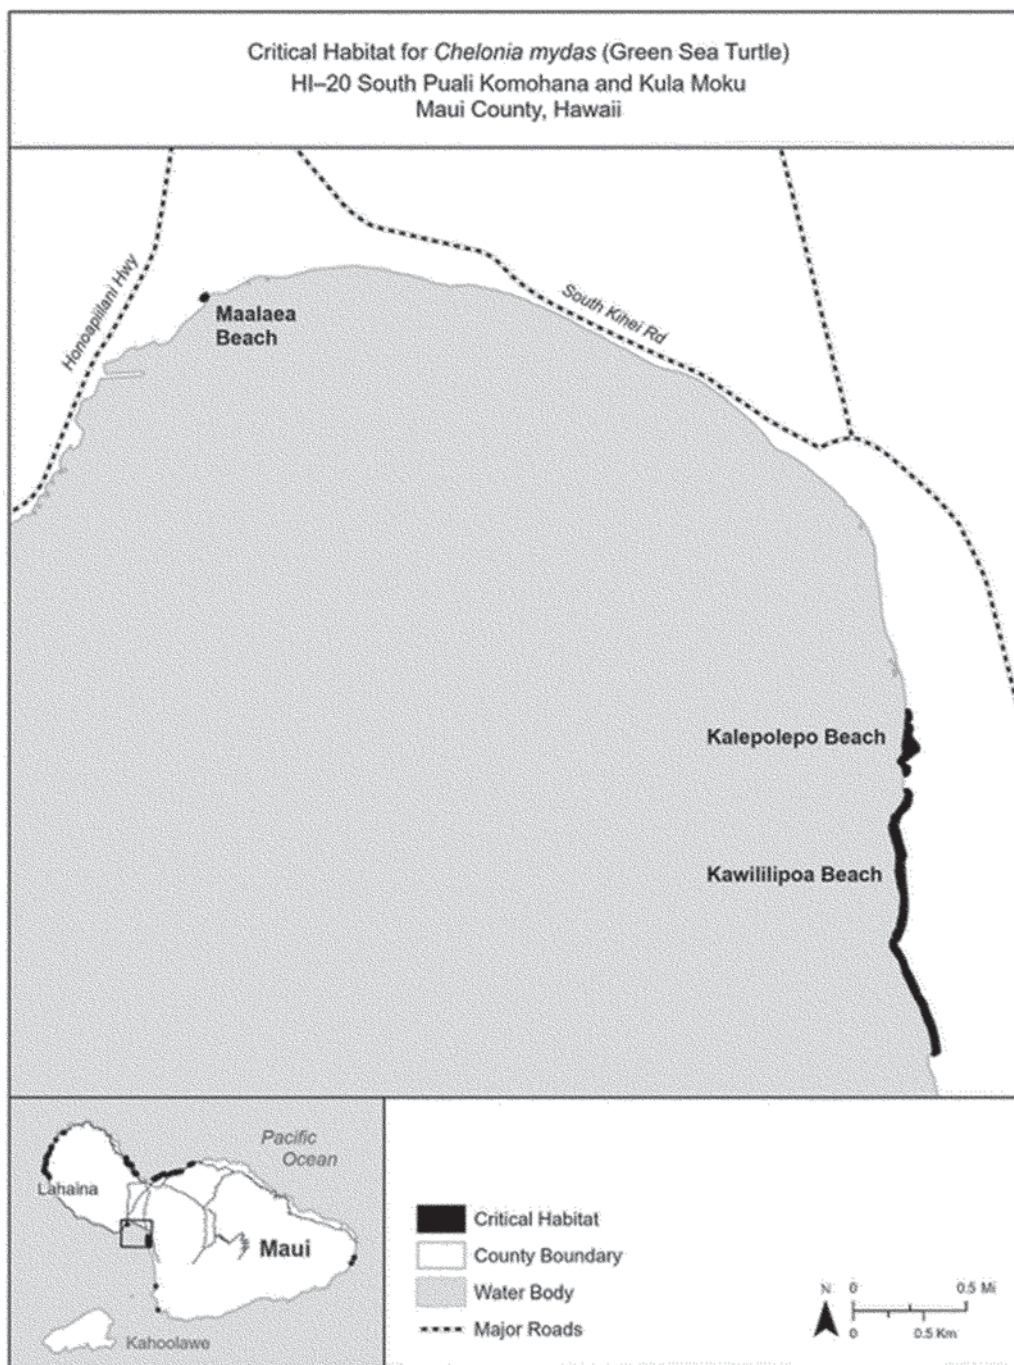 Critical Habitat for Chelonia mydas (Green Sea Turtle)
HI–20 South Puali Komohana and Kula Moku
Maui County, Hawaii
Honoapiilani Hwy
Maalaea
Beach
South Kihei Rd
Kalepolepo Beach
Kawililipoa Beach
Pacific
Ocean
Lahaina
Maui
Kahoolawe
Critical Habitat
County Boundary
Water Body
Major Roads
N
0 0.5 Mi
0 0.5 Km